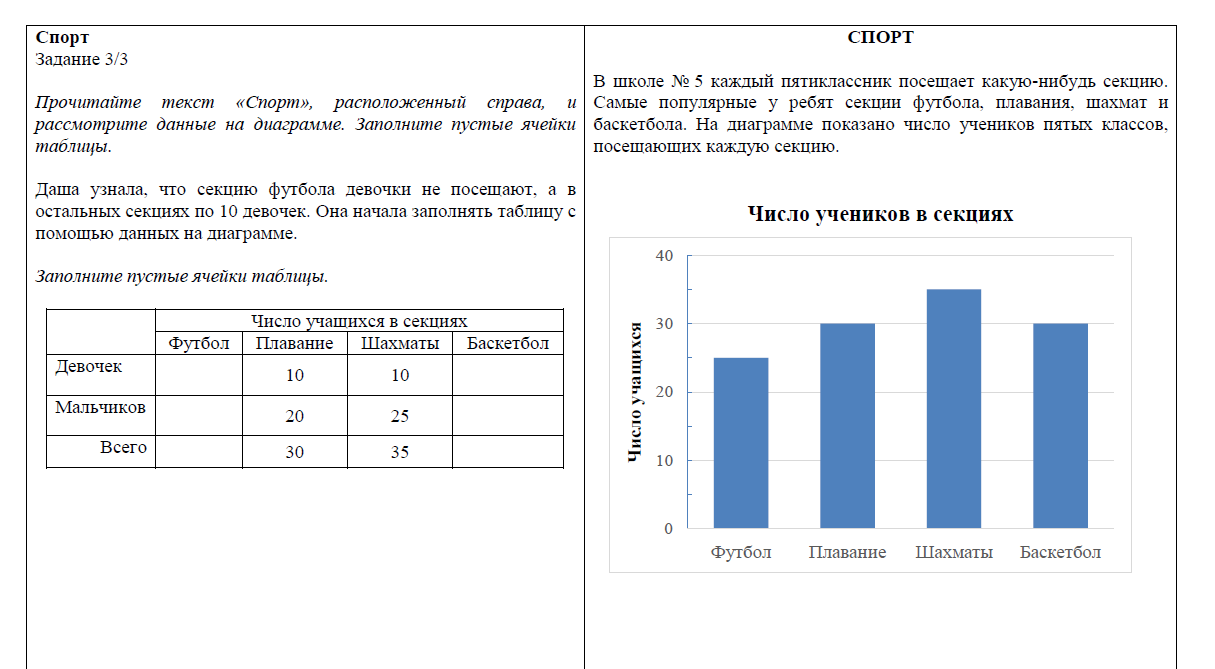 Спорт
Задание 3/3
Прочитайте текст «Спорт», расположенный справа, и
рассмотрите данные на диаграмме. Заполните пустые ячейки
таблицы.
Даша узнала, что секцию футбола девочки не посещают, а в
остальных секциях по 10 девочек. Она начала заполнять таблицу с
помощью данных на диаграмме.
Заполните пустые ячейки таблицы.
Число учащихся в секциях
Футбол Плавание Шахматы Баскетбол
Девочек 10 10
Мальчиков 20 25
Всего 30 35
СПОРТ
В школе № 5 каждый пятиклассник посещает какую-нибудь секцию.
Самые популярные у ребят секции футбола, плавания, шахмат и
баскетбола. На диаграмме показано число учеников пятых классов,
посещающих каждую секцию.
Число учеников в секциях
Число учащихся
40
30
20
10
0
Футбол Плавание Шахматы Баскетбол